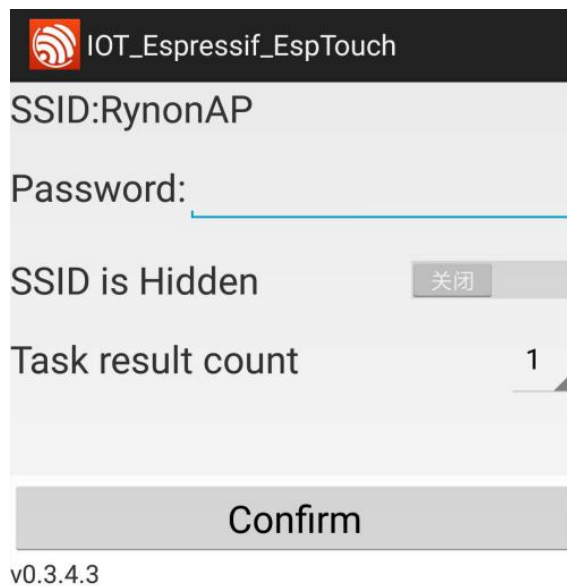 IOT_Espressif_EspTouch
SSID:RynonAP
Password:
SSID is Hidden 关闭
Task result count 1
Confirm
v0.3.4.3